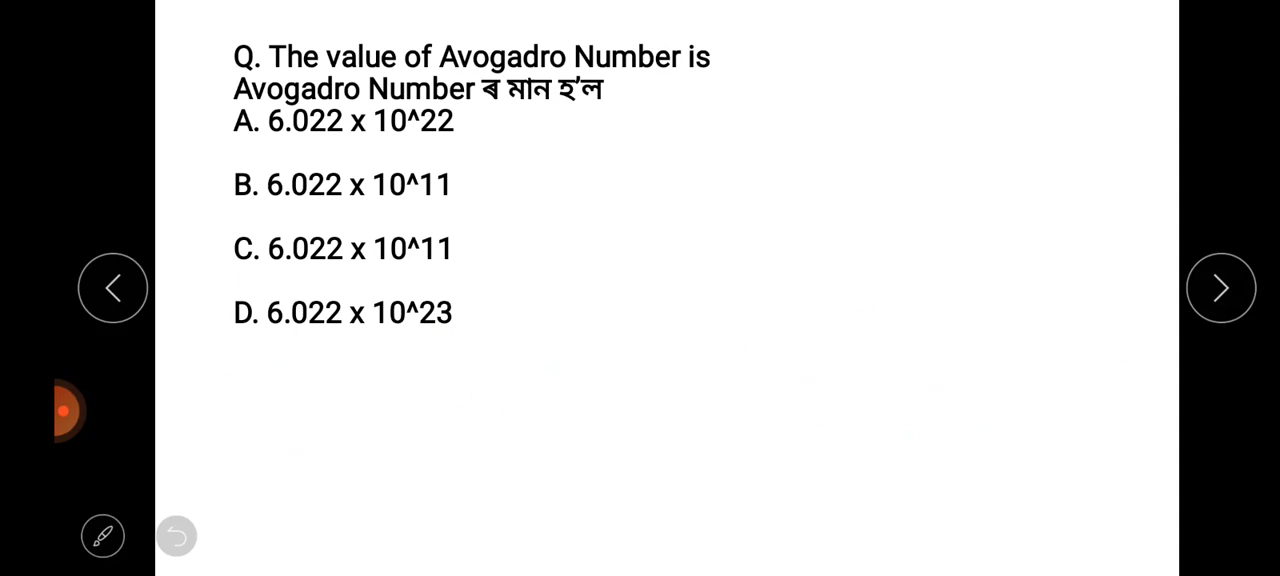 Q. The value of Avogadro Number is
Avogadro Number ৰ মান হ'ল
A. 6.022 x 10^22
B. 6.022 x 10^11
C. 6.022 x 10^11
D. 6.022 x 10^23